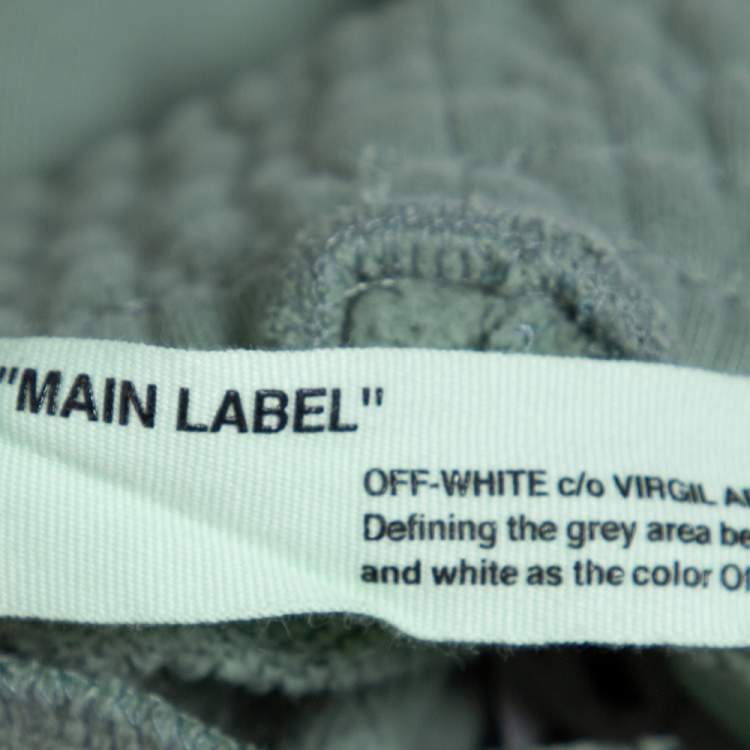 "MAIN LABEL"
OFF-WHITE c/o VIRGIL
Defining the grey area
and white as the color